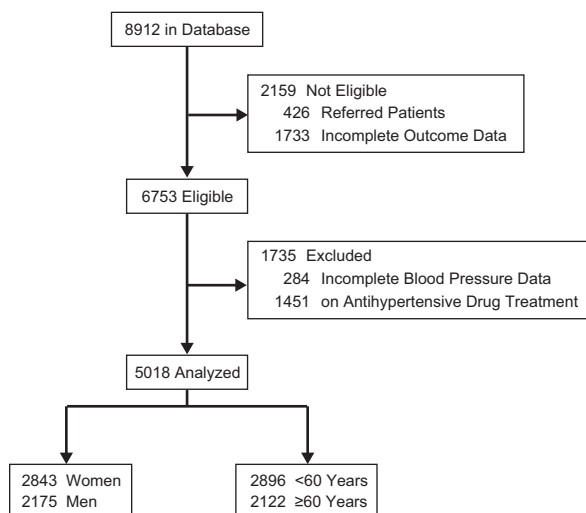 8912 in Database
2159 Not Eligible
426 Referred Patients
1733 Incomplete Outcome Data
6753 Eligible
1735 Excluded
284 Incomplete Blood Pressure Data
1451 on Antihypertensive Drug Treatment
5018 Analyzed
2843 Women
2175 Men
2896 <60 Years
2122 ≥60 Years